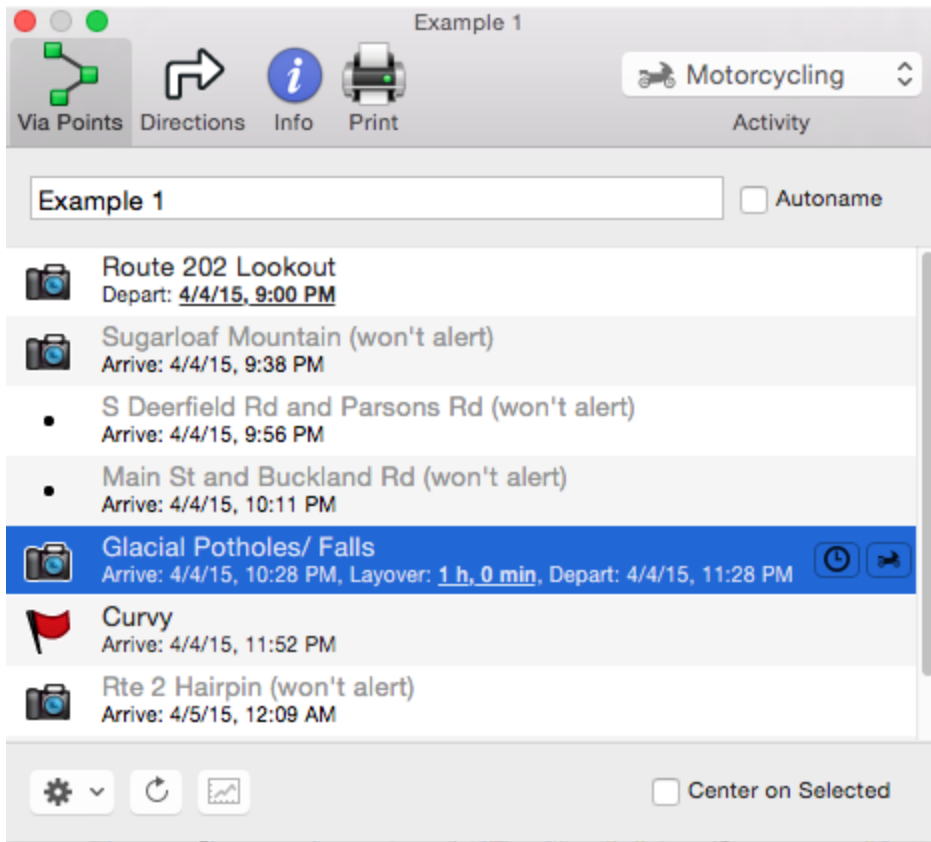 Example 1
Via Points Directions Info Print Motorcycling Activity
Example 1 Autoname
Route 202 Lookout
Depart: 4/4/15, 9:00 PM
Sugarloaf Mountain (won't alert)
Arrive: 4/4/15, 9:38 PM
S Deerfield Rd and Parsons Rd (won't alert)
Arrive: 4/4/15, 9:56 PM
Main St and Buckland Rd (won't alert)
Arrive: 4/4/15, 10:11 PM
Glacial Potholes/ Falls
Arrive: 4/4/15, 10:28 PM, Layover: 1 h, 0 min, Depart: 4/4/15, 11:28 PM
Curvy
Arrive: 4/4/15, 11:52 PM
Rte 2 Hairpin (won't alert)
Arrive: 4/5/15, 12:09 AM
Center on Selected